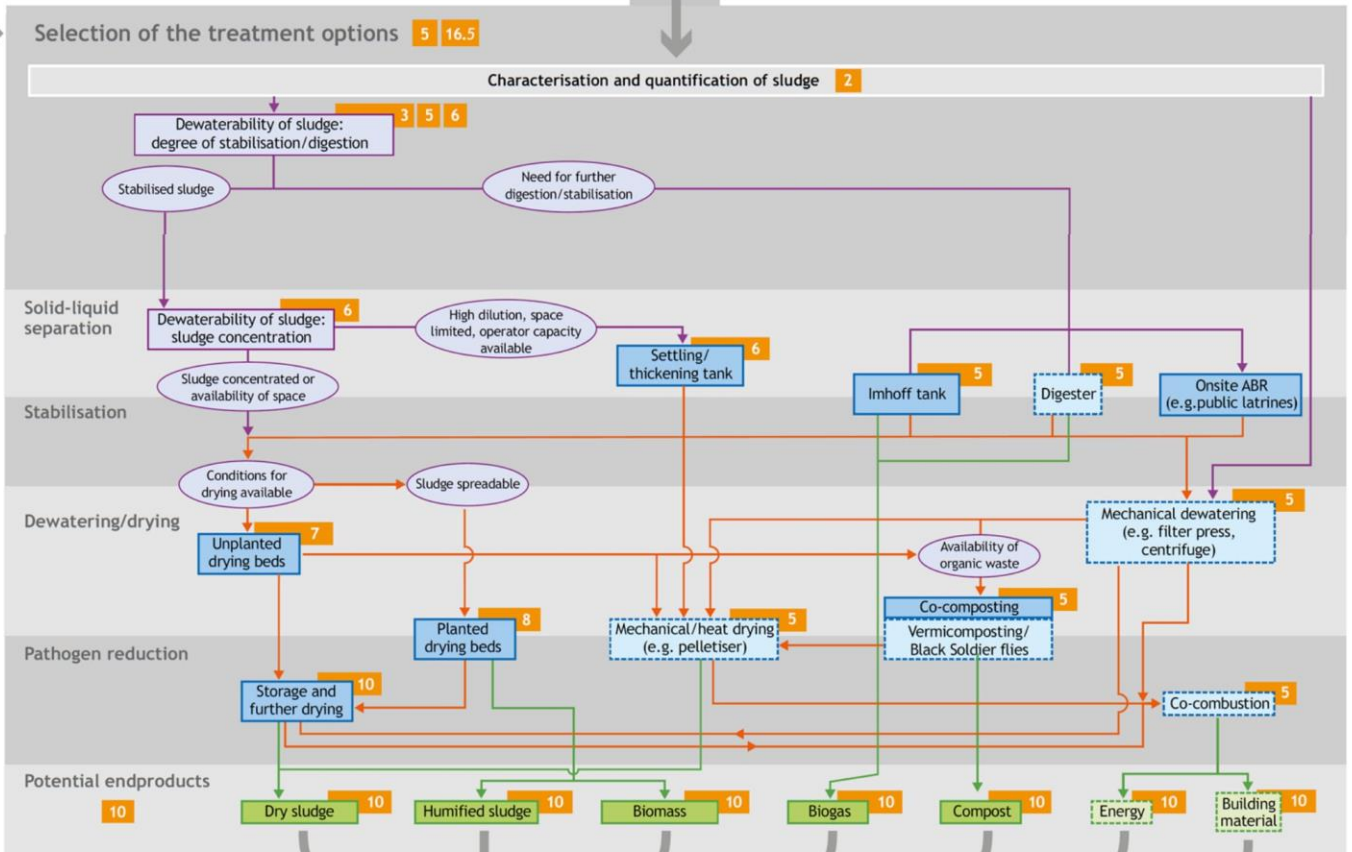 Selection of the treatment options 5 16.5
Characterisation and quantification of sludge 2
3 5 6
Dewaterability of sludge:
degree of stabilisation/digestion
Stabilised sludge
Need for further
digestion/stabilisation
Solid-liquid
separation
6
Dewaterability of sludge:
sludge concentration
High dilution, space
limited, operator capacity
available
6
Settling/
thickening tank
Sludge concentrated or
availability of space
5
Imhoff tank
5
Digester
5
Onsite ABR
(e.g.public latrines)
Stabilisation
Conditions for
drying available
Sludge spreadable
Dewatering/drying
7
Unplanted
drying beds
5
Mechanical dewatering
(e.g. filter press,
centrifuge)
Availability of
organic waste
5
Co-composting
Vermicomposting/
Black Soldier flies
8
Planted
drying beds
5
Mechanical/heat drying
(e.g. pelletiser)
Pathogen reduction
10
Storage and
further drying
5
Co-combustion
Potential endproducts
10
Dry sludge 10
Humified sludge 10
Biomass 10
Biogas 10
Compost 10
Energy 10
Building
material
10